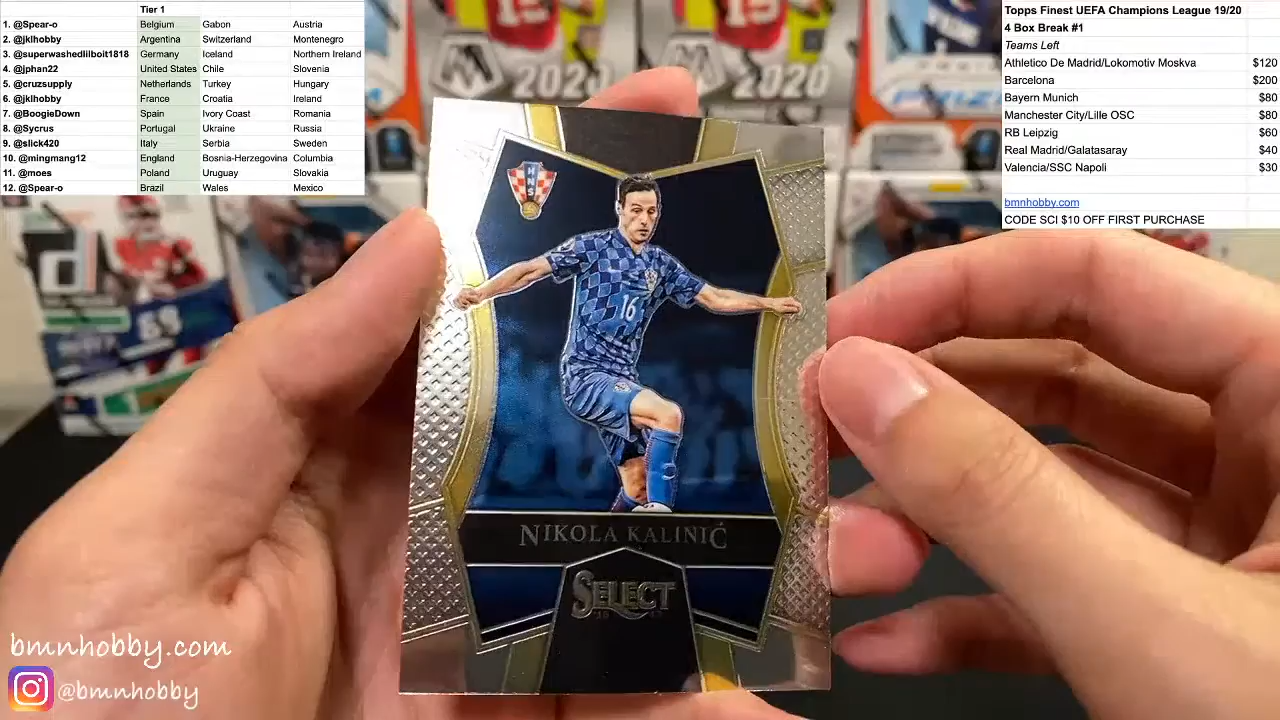 Tier 1
1. @Spear-o Belgium Gabon Austria
2. @jklhobby Argentina Switzerland Montenegro
3. @superwashedlilboit1818 Germany Iceland Northern Ireland
4. @jphan22 United States Chile Slovenia
5. @cruzsupply Netherlands Turkey Hungary
6. @jklhobby France Croatia Ireland
7. @BoogieDown Spain Ivory Coast Romania
8. @Sycrus Portugal Ukraine Russia
9. @slick420 Italy Serbia Sweden
10. @mingmang12 England Bosnia-Herzegovina Columbia
11. @moes Poland Uruguay Slovakia
12. @Spear-o Brazil Wales Mexico
Topps Finest UEFA Champions League 19/20
4 Box Break #1
Teams Left
Athletico De Madrid/Lokomotiv Moskva $120
Barcelona $200
Bayern Munich $80
Manchester City/Lille OSC $80
RB Leipzig $60
Real Madrid/Galatasaray $40
Valencia/SSC Napoli $30
bmnhobby.com
CODE SCI $10 OFF FIRST PURCHASE
2020
2020
PRIZM
HNS
16
NIKOLA KALINIĆ
SELECT
bmnhobby.com
@bmnhobby